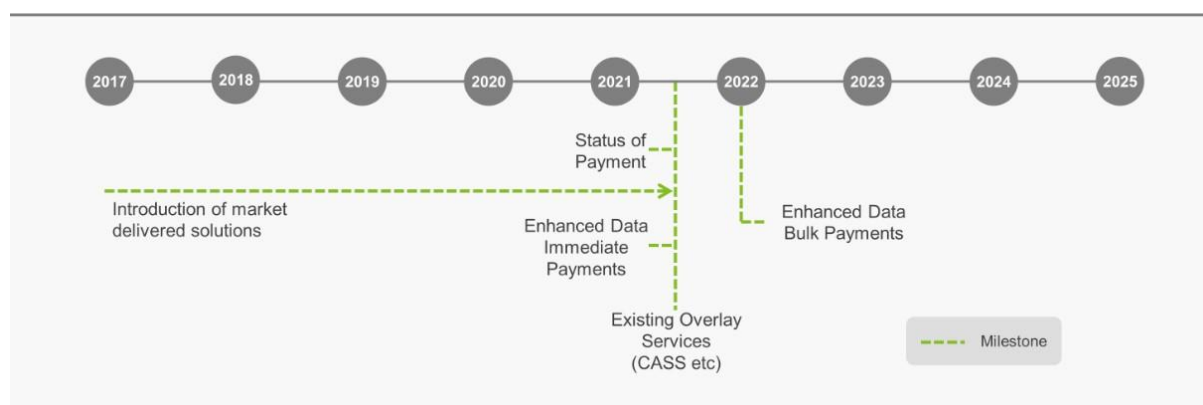 2017 2018 2019 2020 2021 2022 2023 2024 2025
Status of
Payment
Introduction of market
delivered solutions
Enhanced Data
Immediate
Payments
Enhanced Data
Bulk Payments
Existing Overlay
Services
(CASS etc)
Milestone